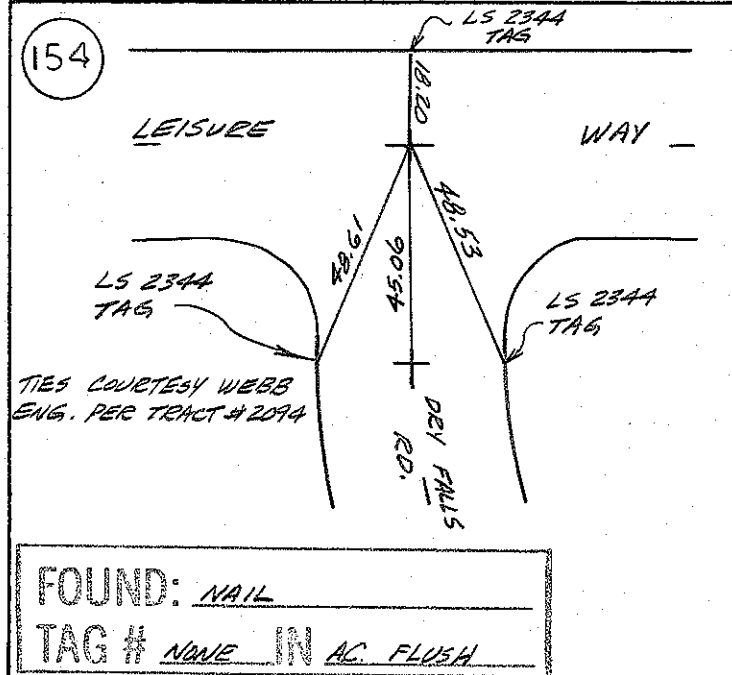 154
LS 2344
TAG
18.20
LEISURE
WAY
48.61
45.06
48.53
LS 2344
TAG
LS 2344
TAG
TIES COURTESY WEBB
ENG. PER TRACT # 2094
DRY FALLS
RD.
FOUND: NAIL
TAG # NONE IN AC. FLUSH